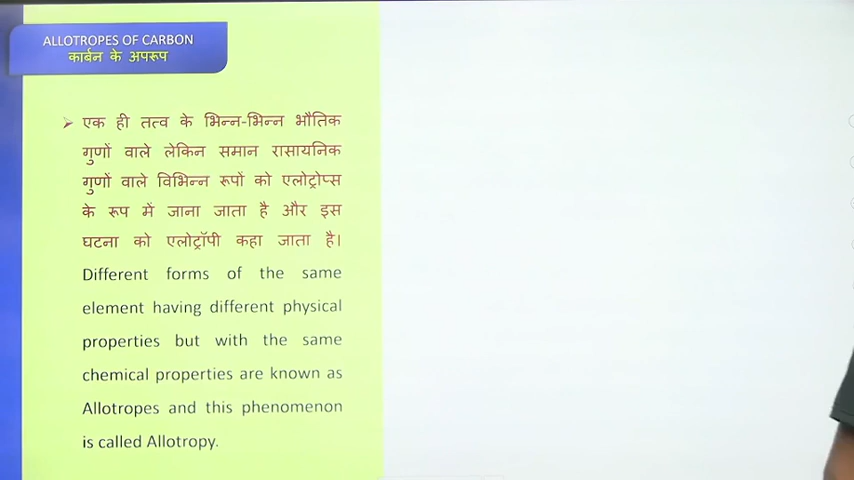 ALLOTROPES OF CARBON
कार्बन के अपरूप
➢ एक ही तत्व के भिन्न-भिन्न भौतिक
गुणों वाले लेकिन समान रासायनिक
गुणों वाले विभिन्न रूपों को एलोट्रोप्स
के रूप में जाना जाता है और इस
घटना को एलोट्रॉपी कहा जाता है।
Different forms of the same
element having different physical
properties but with the same
chemical properties are known as
Allotropes and this phenomenon
is called Allotropy.